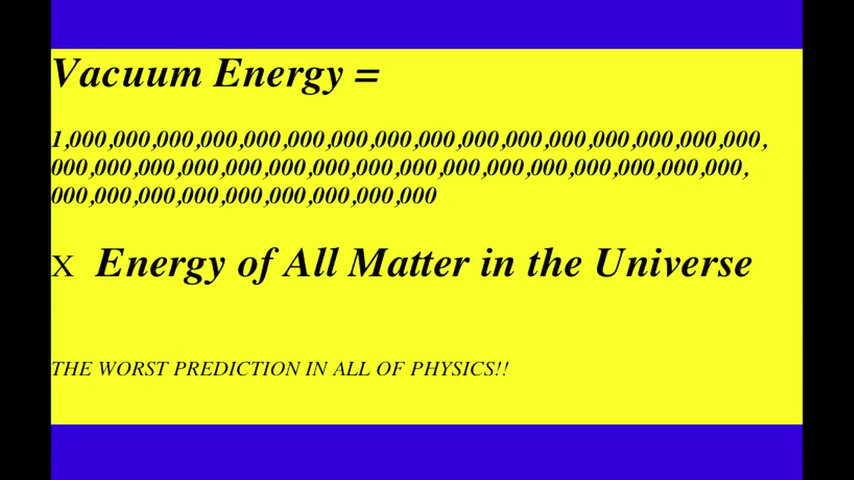 Vacuum Energy =
1,000,000,000,000,000,000,000,000,000,000,000,000,000,000,000,000,
000,000,000,000,000,000,000,000,000,000,000,000,000,000,000,000,
000,000,000,000,000,000,000,000,000
X Energy of All Matter in the Universe
THE WORST PREDICTION IN ALL OF PHYSICS!!